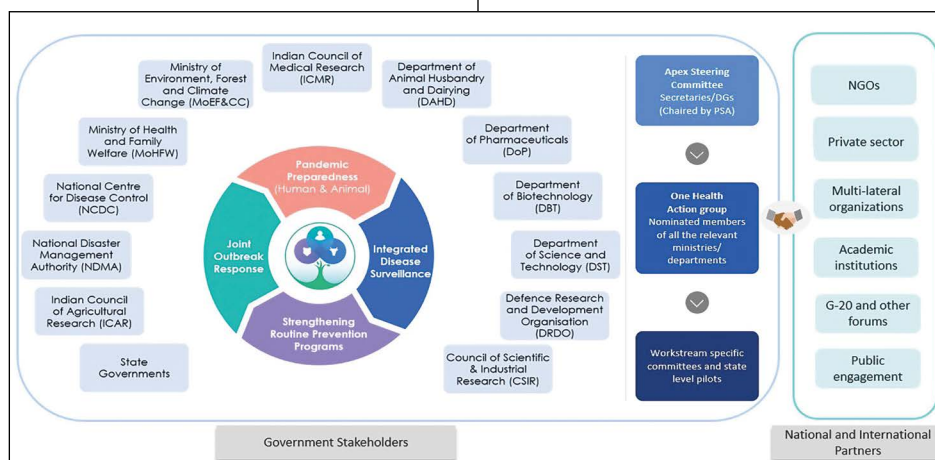 Indian Council of
Medical Research
(ICMR)
Ministry of
Environment, Forest
and Climate
Change (MoEF&CC)
Department of
Animal Husbandry
and Dairying
(DAHD)
Ministry of Health
and Family
Welfare (MoHFW)
Department
of Pharmaceuticals
(DoP)
National Centre
for Disease Control
(NCDC)
Department
of Biotechnology
(DBT)
National Disaster
Management
Authority (NDMA)
Department
of Science and
Technology (DST)
Indian Council
of Agricultural
Research (ICAR)
Defence Research
and Development
Organisation
(DRDO)
State
Governments
Council of Scientific
& Industrial
Research (CSIR)
Pandemic
Preparedness
(Human & Animal)
Joint
Outbreak
Response
Integrated
Disease
Surveillance
Strengthening
Routine Prevention
Programs
Apex Steering
Committee
Secretaries/DGs
(Chaired by PSA)
One Health
Action group
Nominated members
of all the relevant
ministries/
departments
Workstream specific
committees and state
level pilots
Government Stakeholders
NGOs
Private sector
Multi-lateral
organizations
Academic
institutions
G-20 and other
forums
Public
engagement
National and International
Partners